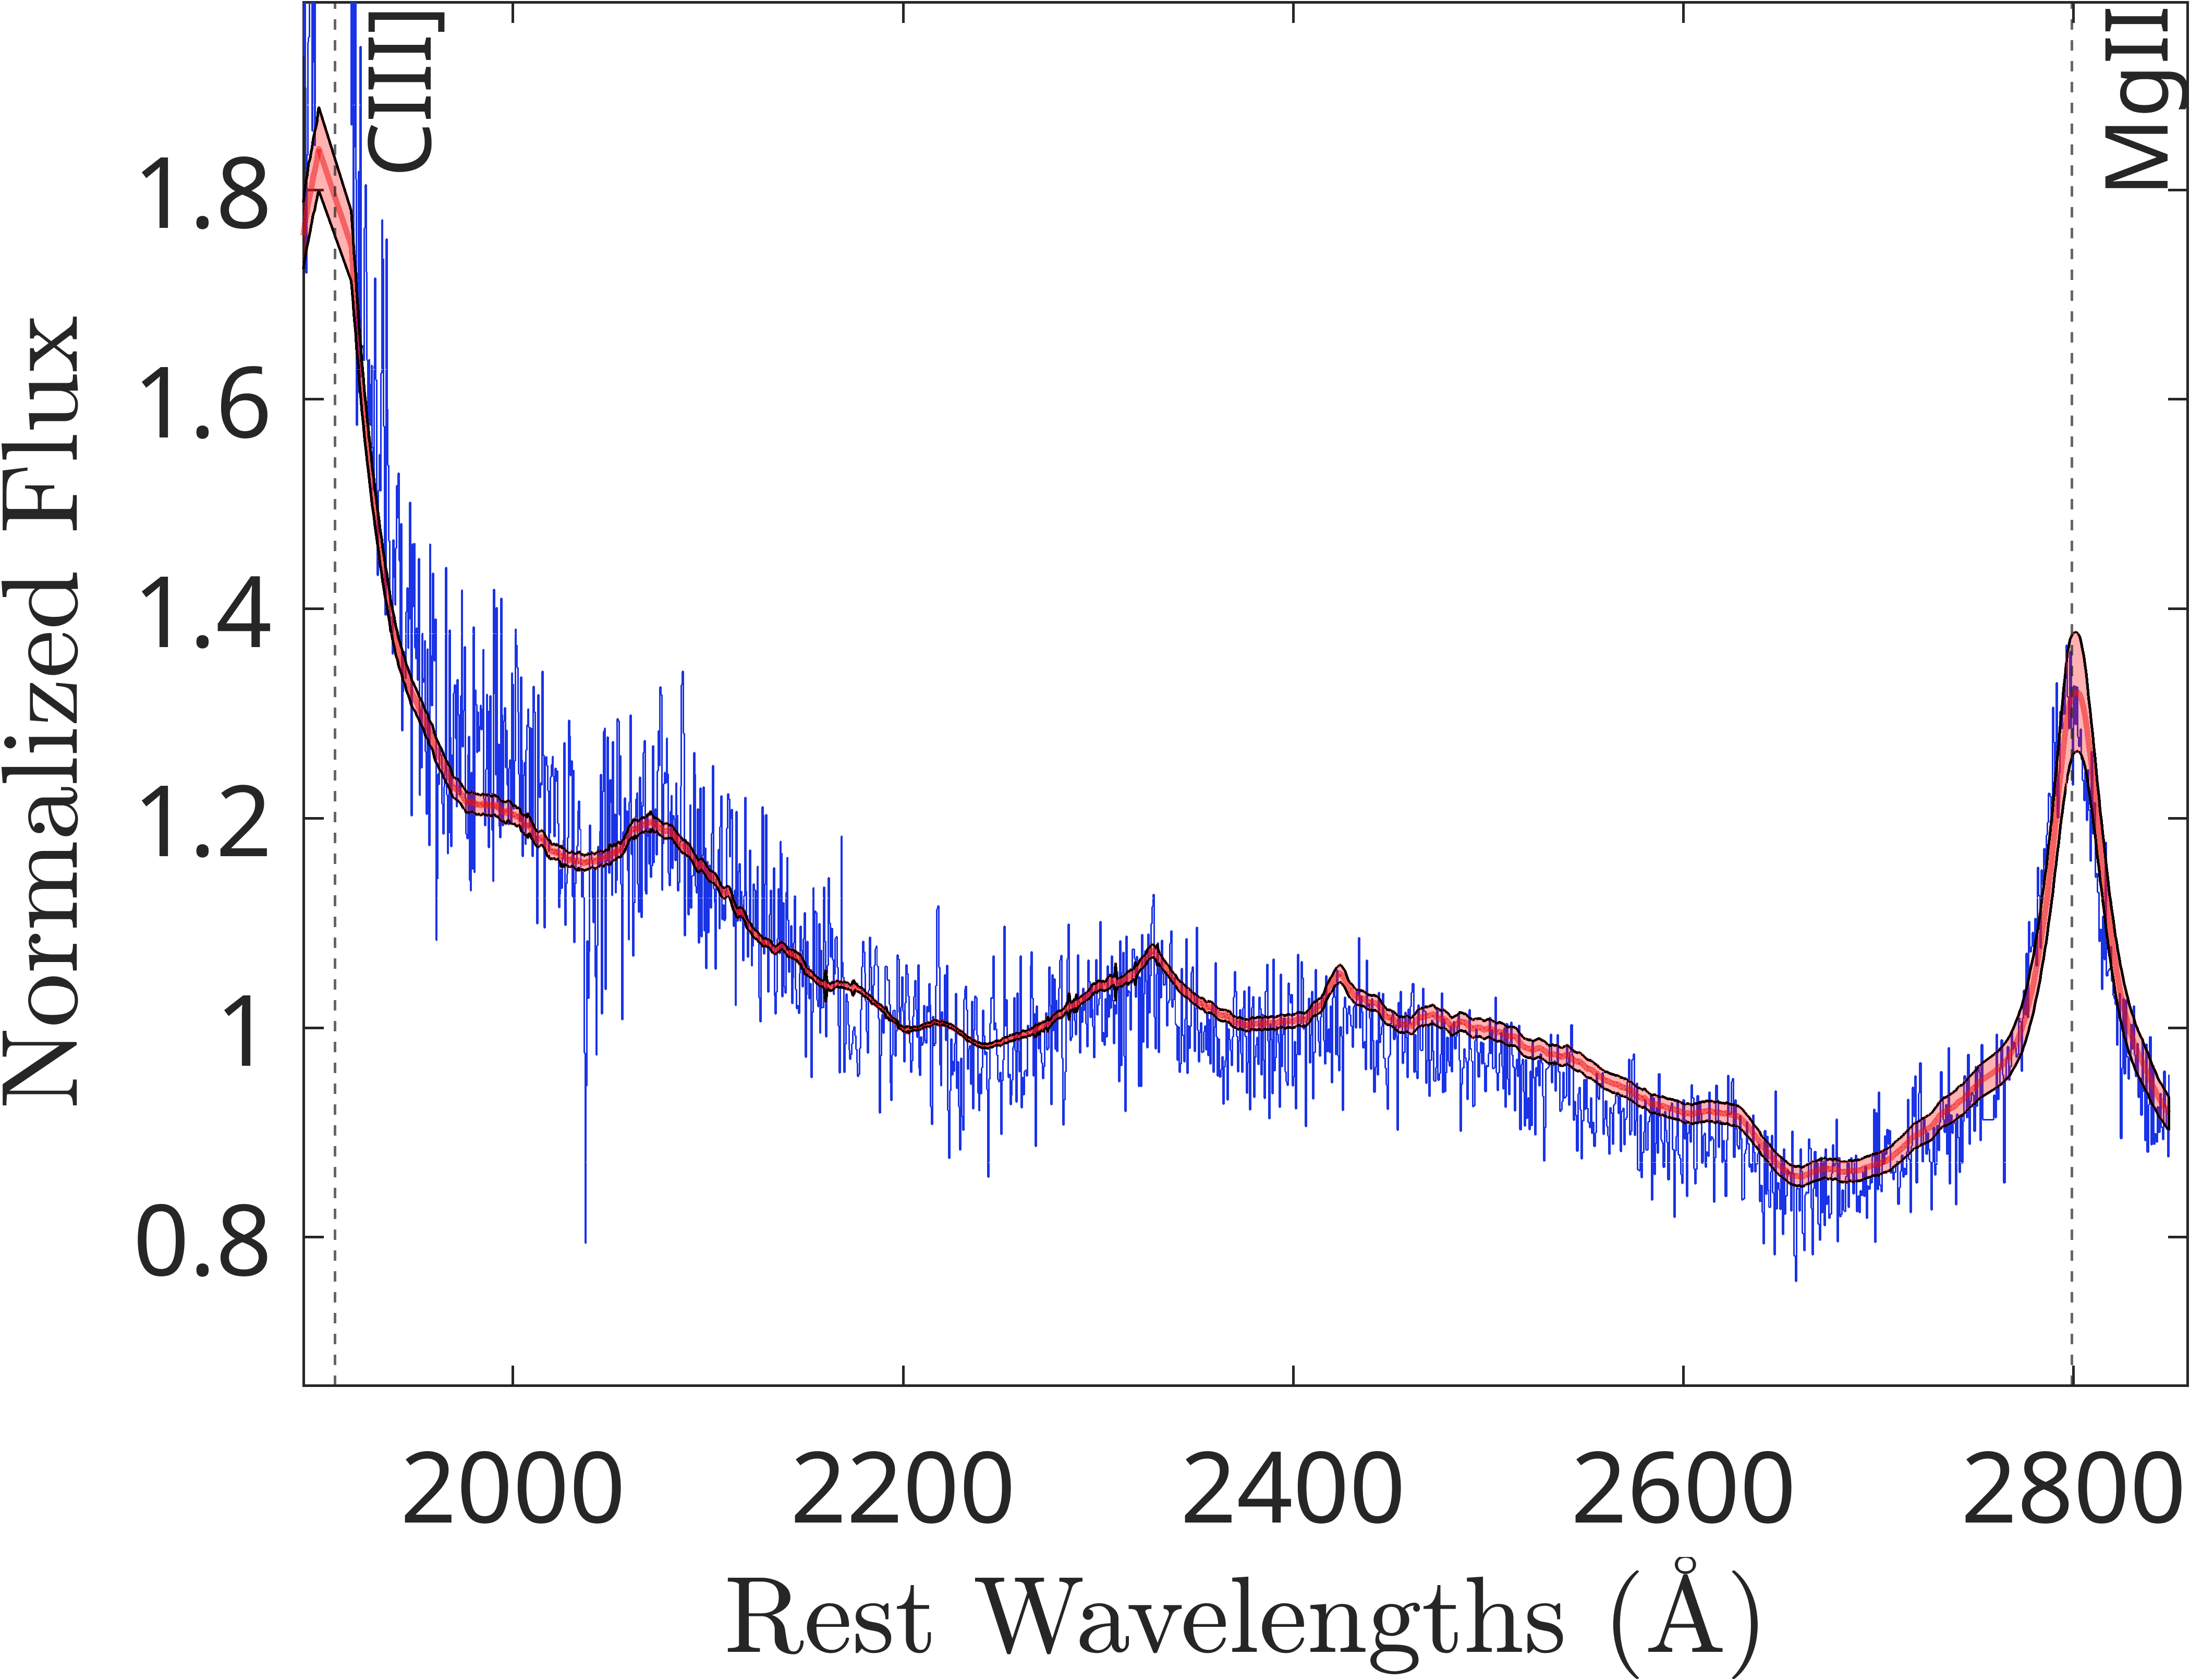 CIII]
MgII
Normalized Flux
1.8
1.6
1.4
1.2
1
0.8
2000 2200 2400 2600 2800
Rest Wavelengths (Å)